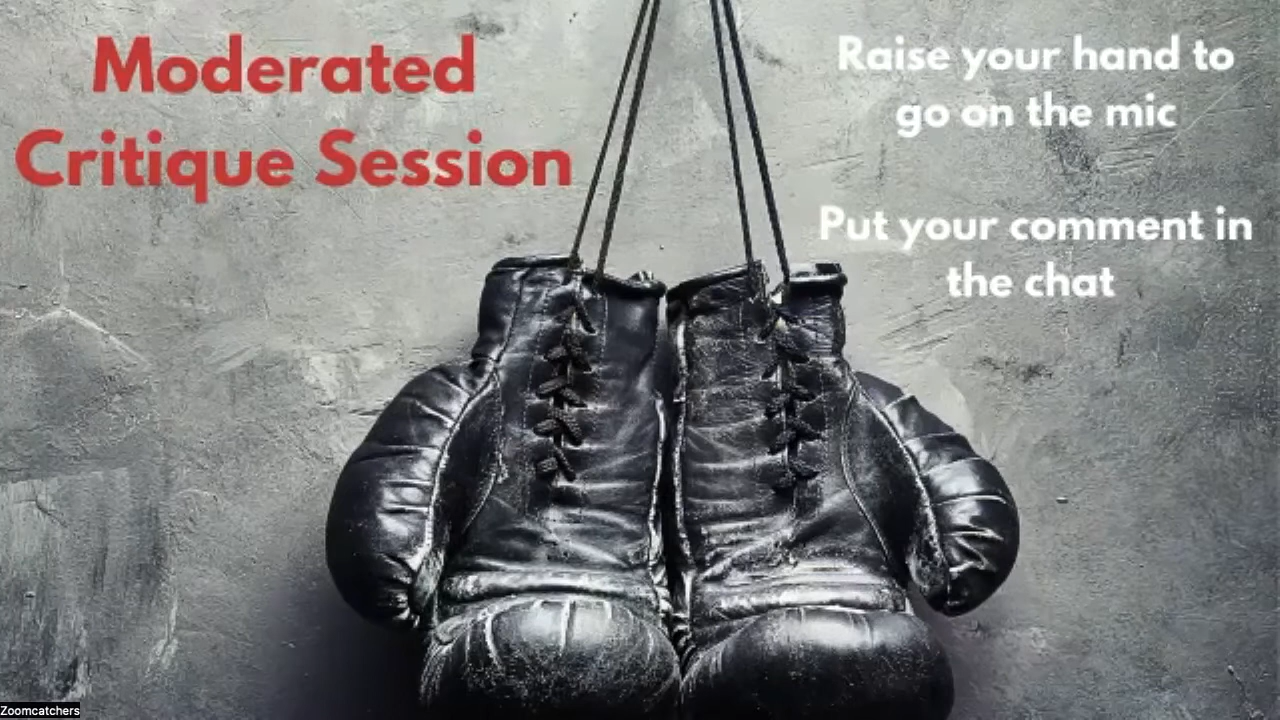 Moderated
Critique Session
Raise your hand to
go on the mic
Put your comment in
the chat
Zoomcatchers